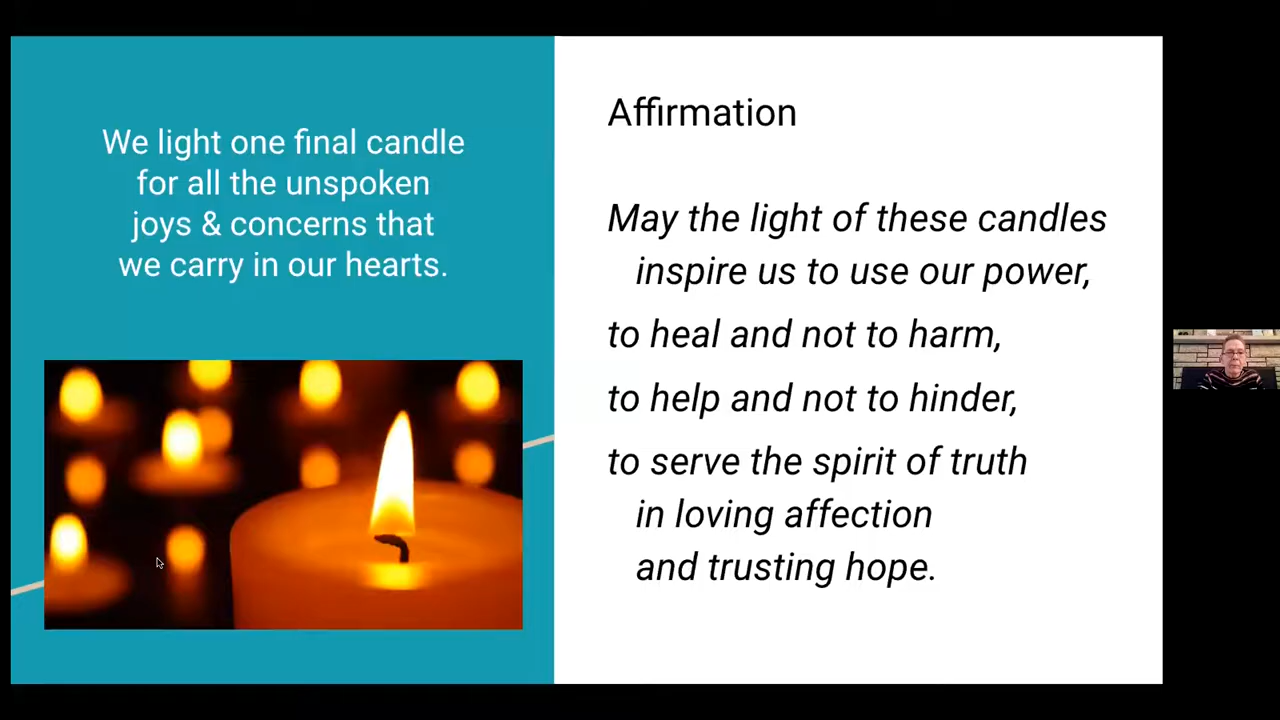 We light one final candle
for all the unspoken
joys & concerns that
we carry in our hearts.
Affirmation
May the light of these candles
inspire us to use our power,
to heal and not to harm,
to help and not to hinder,
to serve the spirit of truth
in loving affection
and trusting hope.